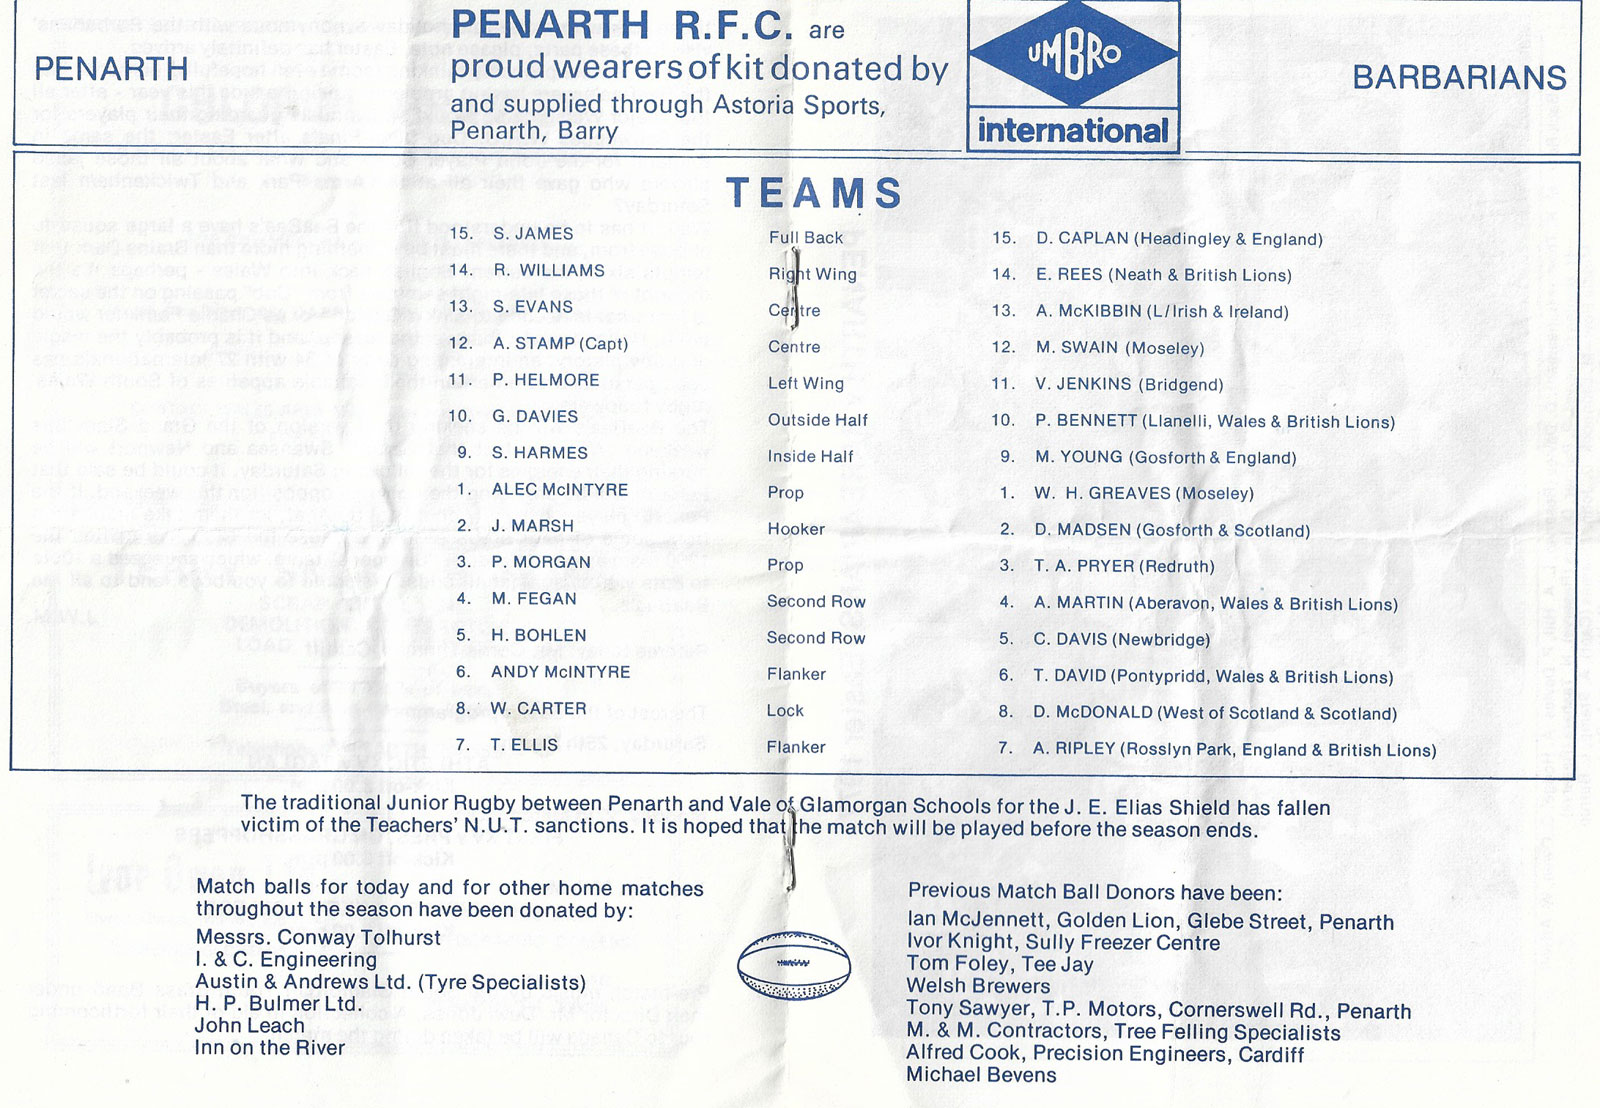 PENARTH
PENARTH R.F.C. are
proud wearers of kit donated by
and supplied through Astoria Sports,
Penarth, Barry
UMBRO
international
BARBARIANS
TEAMS
15. S. JAMES Full Back 15. D. CAPLAN (Headingley & England)
14. R. WILLIAMS Right Wing 14. E. REES (Neath & British Lions)
13. S. EVANS Centre 13. A. McKIBBIN (L/Irish & Ireland)
12. A. STAMP (Capt) Centre 12. M. SWAIN (Moseley)
11. P. HELMORE Left Wing 11. V. JENKINS (Bridgend)
10. G. DAVIES Outside Half 10. P. BENNETT (Llanelli, Wales & British Lions)
9. S. HARMES Inside Half 9. M. YOUNG (Gosforth & England)
1. ALEC McINTYRE Prop 1. W. H. GREAVES (Moseley)
2. J. MARSH Hooker 2. D. MADSEN (Gosforth & Scotland)
3. P. MORGAN Prop 3. T. A. PRYER (Redruth)
4. M. FEGAN Second Row 4. A. MARTIN (Aberavon, Wales & British Lions)
5. H. BOHLEN Second Row 5. C. DAVIS (Newbridge)
6. ANDY McINTYRE Flanker 6. T. DAVID (Pontypridd, Wales & British Lions)
8. W. CARTER Lock 8. D. McDONALD (West of Scotland & Scotland)
7. T. ELLIS Flanker 7. A. RIPLEY (Rosslyn Park, England & British Lions)
The traditional Junior Rugby between Penarth and Vale of Glamorgan Schools for the J. E. Elias Shield has fallen
victim of the Teachers' N.U.T. sanctions. It is hoped that the match will be played before the season ends.
Match balls for today and for other home matches
throughout the season have been donated by:
Messrs. Conway Tolhurst
I. & C. Engineering
Austin & Andrews Ltd. (Tyre Specialists)
H. P. Bulmer Ltd.
John Leach
Inn on the River
Previous Match Ball Donors have been:
Ian McJennett, Golden Lion, Glebe Street, Penarth
Ivor Knight, Sully Freezer Centre
Tom Foley, Tee Jay
Welsh Brewers
Tony Sawyer, T.P. Motors, Cornerswell Rd., Penarth
M. & M. Contractors, Tree Felling Specialists
Alfred Cook, Precision Engineers, Cardiff
Michael Bevens